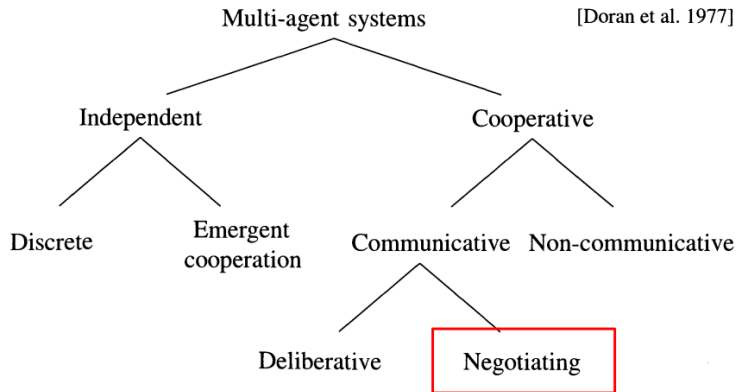 Multi-agent systems
[Doran et al. 1977]
Independent
Cooperative
Discrete
Emergent
cooperation
Communicative
Non-communicative
Deliberative
Negotiating